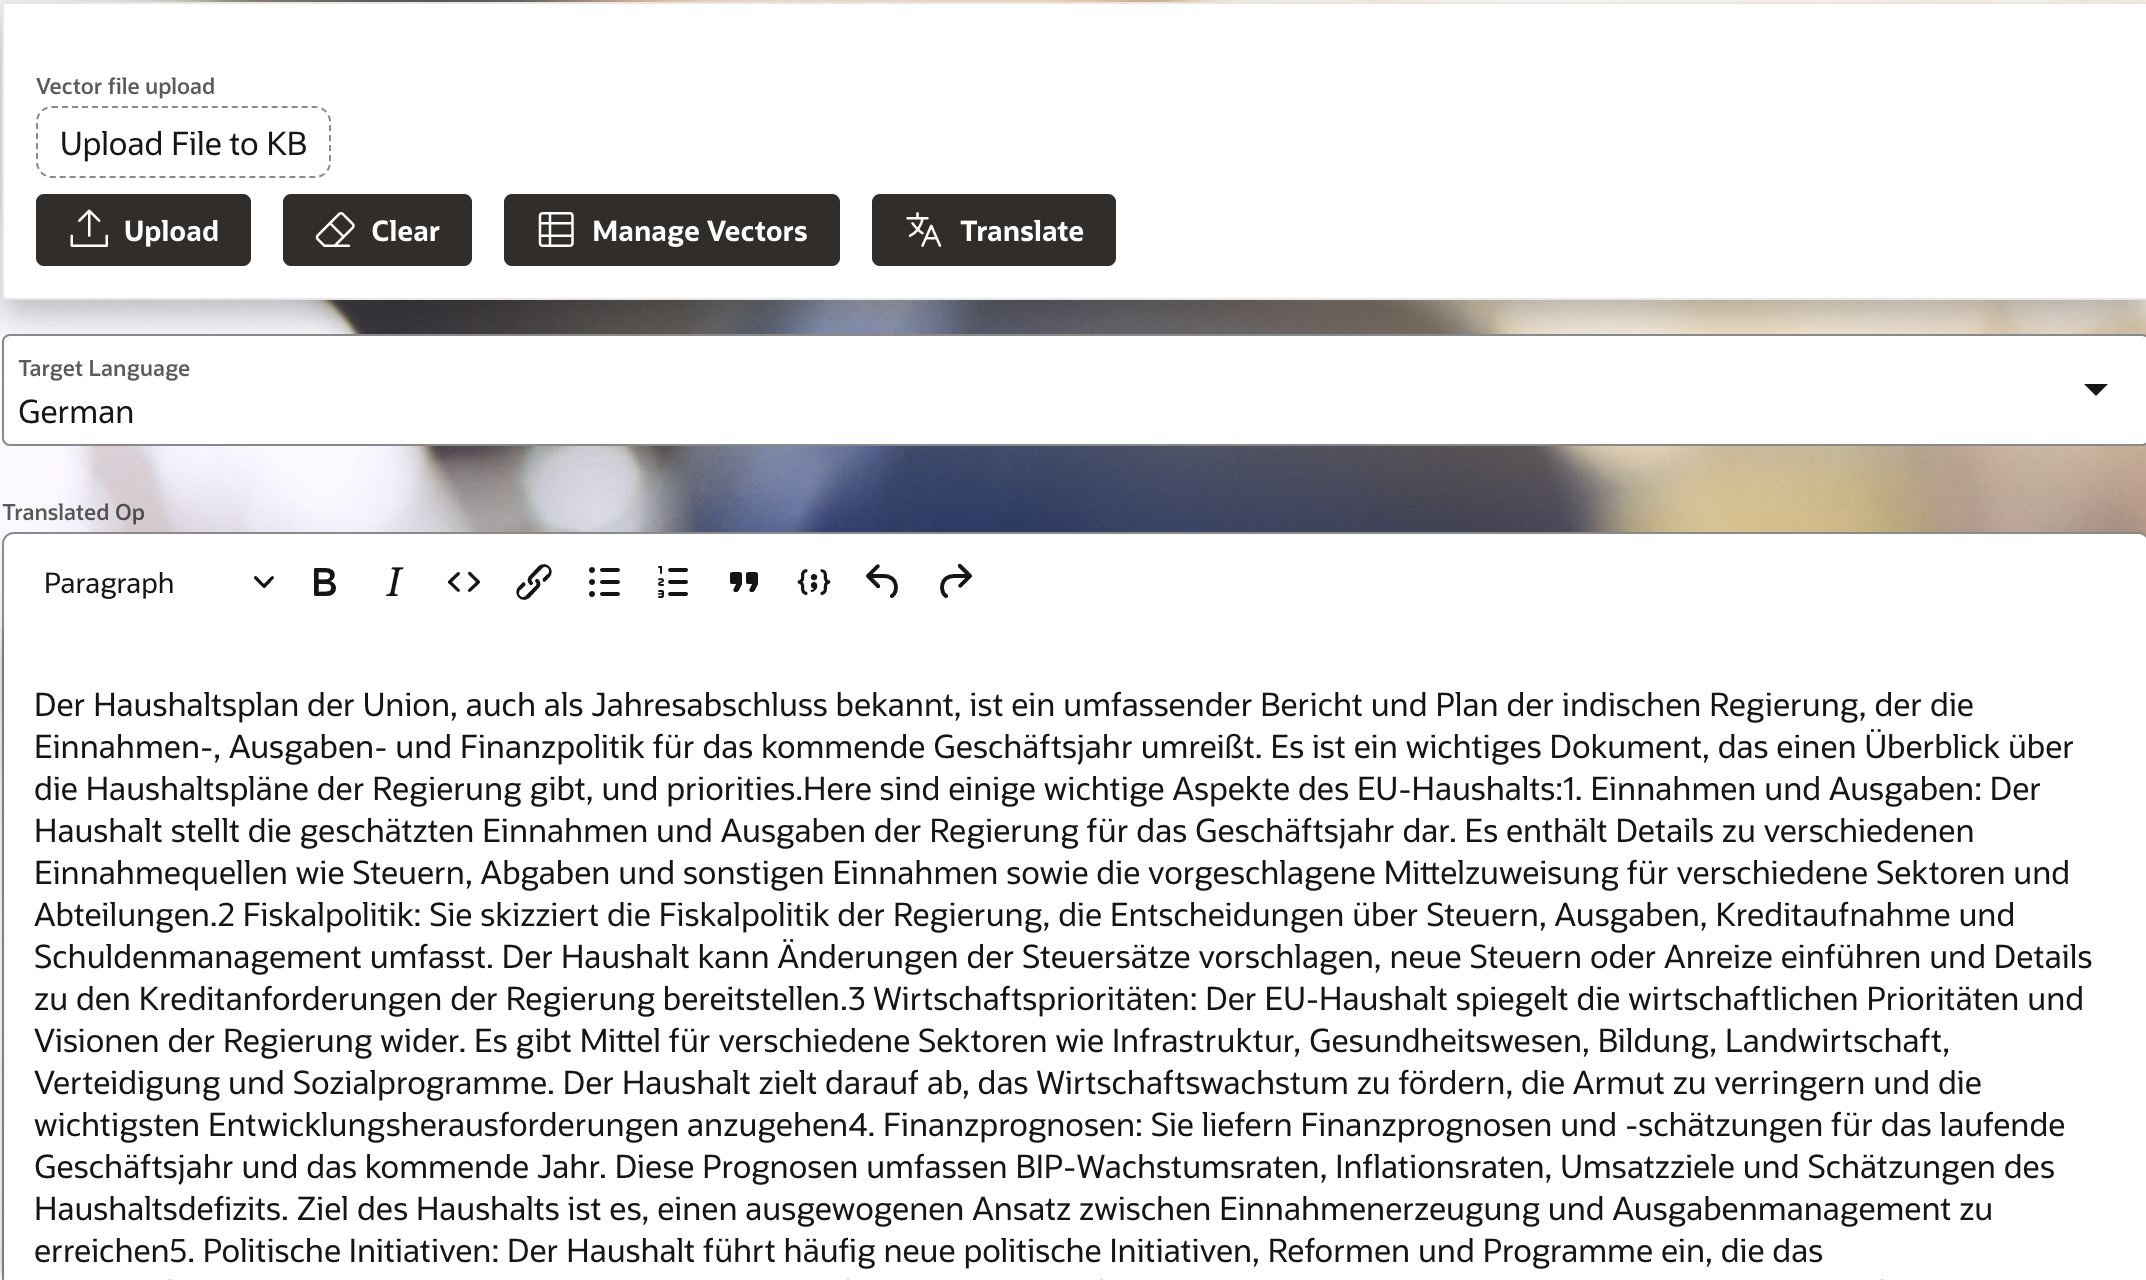 Vector file upload
Upload File to KB
Upload
Clear
Manage Vectors
Translate
Target Language
German
Translated Op
Paragraph
Der Haushaltsplan der Union, auch als Jahresabschluss bekannt, ist ein umfassender Bericht und Plan der indischen Regierung, der die
Einnahmen-, Ausgaben- und Finanzpolitik für das kommende Geschäftsjahr umreißt. Es ist ein wichtiges Dokument, das einen Überblick über
die Haushaltspläne der Regierung gibt, und priorities.Here sind einige wichtige Aspekte des EU-Haushalts:1. Einnahmen und Ausgaben: Der
Haushalt stellt die geschätzten Einnahmen und Ausgaben der Regierung für das Geschäftsjahr dar. Es enthält Details zu verschiedenen
Einnahmequellen wie Steuern, Abgaben und sonstigen Einnahmen sowie die vorgeschlagene Mittelzuweisung für verschiedene Sektoren und
Abteilungen.2 Fiskalpolitik: Sie skizziert die Fiskalpolitik der Regierung, die Entscheidungen über Steuern, Ausgaben, Kreditaufnahme und
Schuldenmanagement umfasst. Der Haushalt kann Änderungen der Steuersätze vorschlagen, neue Steuern oder Anreize einführen und Details
zu den Kreditanforderungen der Regierung bereitstellen.3 Wirtschaftsprioritäten: Der EU-Haushalt spiegelt die wirtschaftlichen Prioritäten und
Visionen der Regierung wider. Es gibt Mittel für verschiedene Sektoren wie Infrastruktur, Gesundheitswesen, Bildung, Landwirtschaft,
Verteidigung und Sozialprogramme. Der Haushalt zielt darauf ab, das Wirtschaftswachstum zu fördern, die Armut zu verringern und die
wichtigsten Entwicklungsherausforderungen anzugehen4. Finanzprognosen: Sie liefern Finanzprognosen und -schätzungen für das laufende
Geschäftsjahr und das kommende Jahr. Diese Prognosen umfassen BIP-Wachstumsraten, Inflationsraten, Umsatzziele und Schätzungen des
Haushaltsdefizits. Ziel des Haushalts ist es, einen ausgewogenen Ansatz zwischen Einnahmenerzeugung und Ausgabenmanagement zu
erreichen5. Politische Initiativen: Der Haushalt führt häufig neue politische Initiativen, Reformen und Programme ein, die das